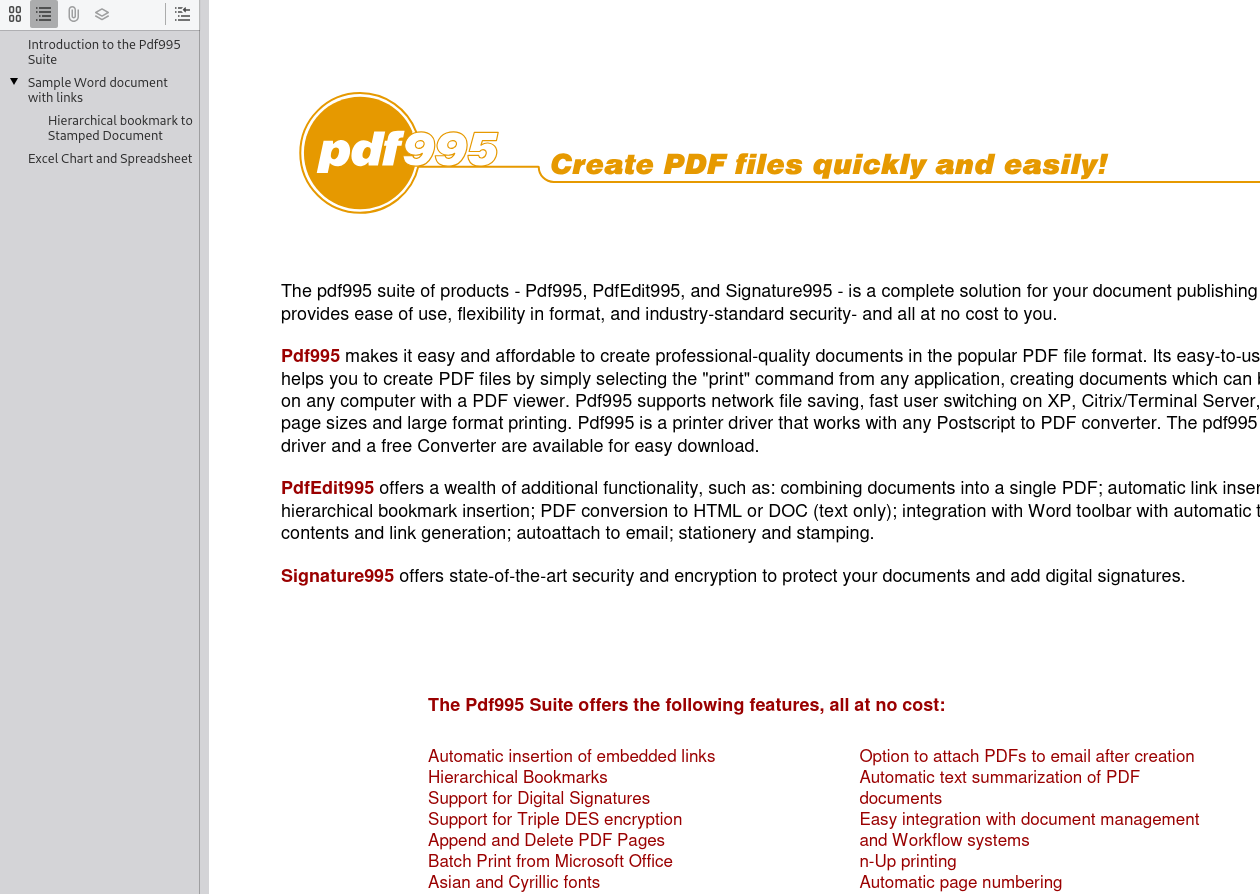 Introduction to the Pdf995
Suite
Sample Word document
with links
Hierarchical bookmark to
Stamped Document
Excel Chart and Spreadsheet
pdf995
Create PDF files quickly and easily!
The pdf995 suite of products - Pdf995, PdfEdit995, and Signature995 - is a complete solution for your document publishing
provides ease of use, flexibility in format, and industry-standard security- and all at no cost to you.
Pdf995 makes it easy and affordable to create professional-quality documents in the popular PDF file format. Its easy-to-us
helps you to create PDF files by simply selecting the "print" command from any application, creating documents which can
on any computer with a PDF viewer. Pdf995 supports network file saving, fast user switching on XP, Citrix/Terminal Server,
page sizes and large format printing. Pdf995 is a printer driver that works with any Postscript to PDF converter. The pdf995
driver and a free Converter are available for easy download.
PdfEdit995 offers a wealth of additional functionality, such as: combining documents into a single PDF; automatic link inser
hierarchical bookmark insertion; PDF conversion to HTML or DOC (text only); integration with Word toolbar with automatic t
contents and link generation; autoattach to email; stationery and stamping.
Signature995 offers state-of-the-art security and encryption to protect your documents and add digital signatures.
The Pdf995 Suite offers the following features, all at no cost:
Automatic insertion of embedded links
Hierarchical Bookmarks
Support for Digital Signatures
Support for Triple DES encryption
Append and Delete PDF Pages
Batch Print from Microsoft Office
Asian and Cyrillic fonts
Option to attach PDFs to email after creation
Automatic text summarization of PDF
documents
Easy integration with document management
and Workflow systems
n-Up printing
Automatic page numbering